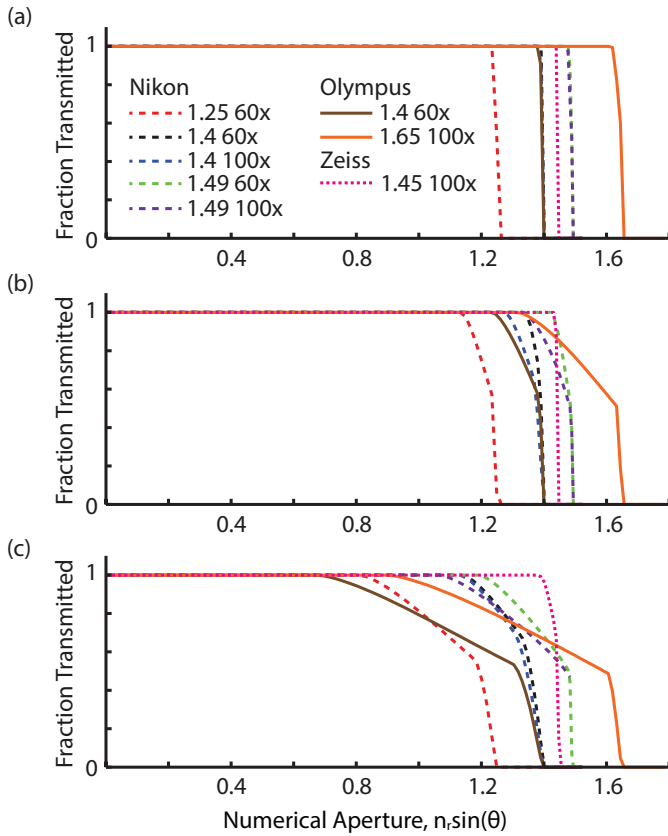 (a)
Fraction Transmitted
1
0
Nikon
1.25 60x
1.4 60x
1.4 100x
1.49 60x
1.49 100x
Olympus
1.4 60x
1.65 100x
Zeiss
1.45 100x
0.4 0.8 1.2 1.6
(b)
Fraction Transmitted
1
0
0.4 0.8 1.2 1.6
(c)
Fraction Transmitted
1
0
0.4 0.8 1.2 1.6
Numerical Aperture, nᵣsin(θ)